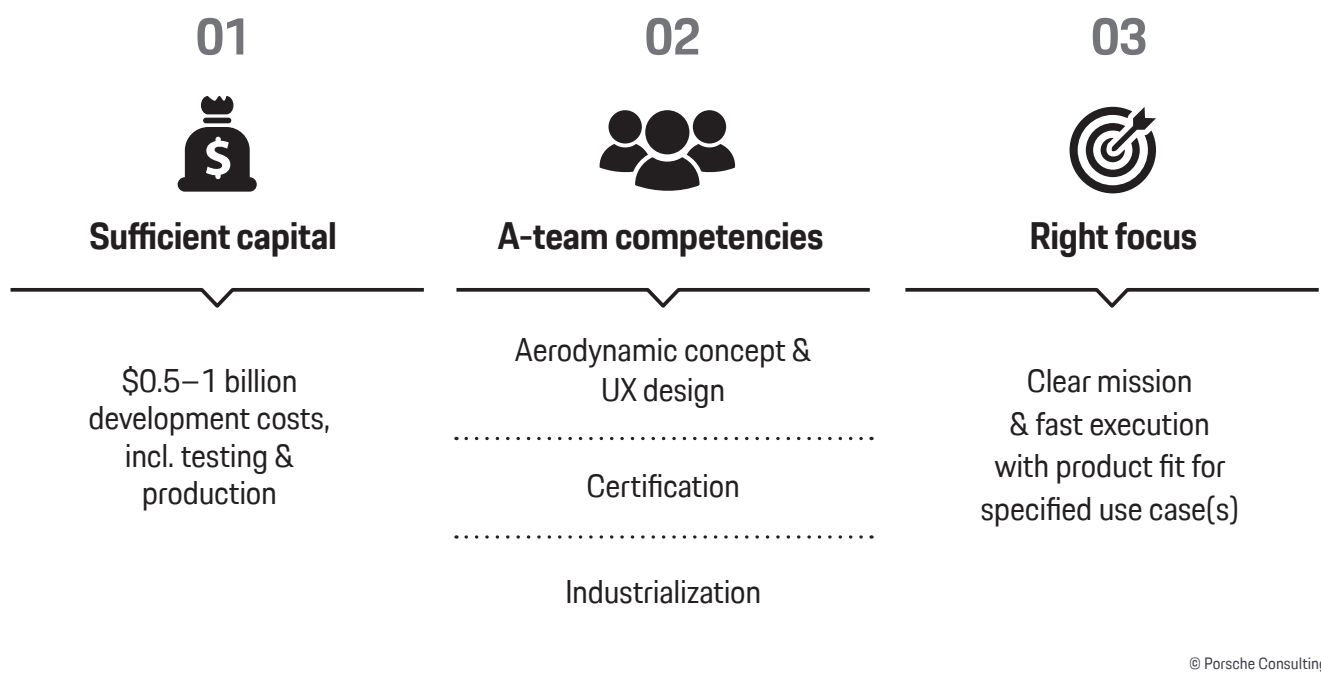 01
$
Sufficient capital
$0.5–1 billion
development costs,
incl. testing &
production
02
A-team competencies
Aerodynamic concept &
UX design
Certification
Industrialization
03
Right focus
Clear mission
& fast execution
with product fit for
specified use case(s)
© Porsche Consulting